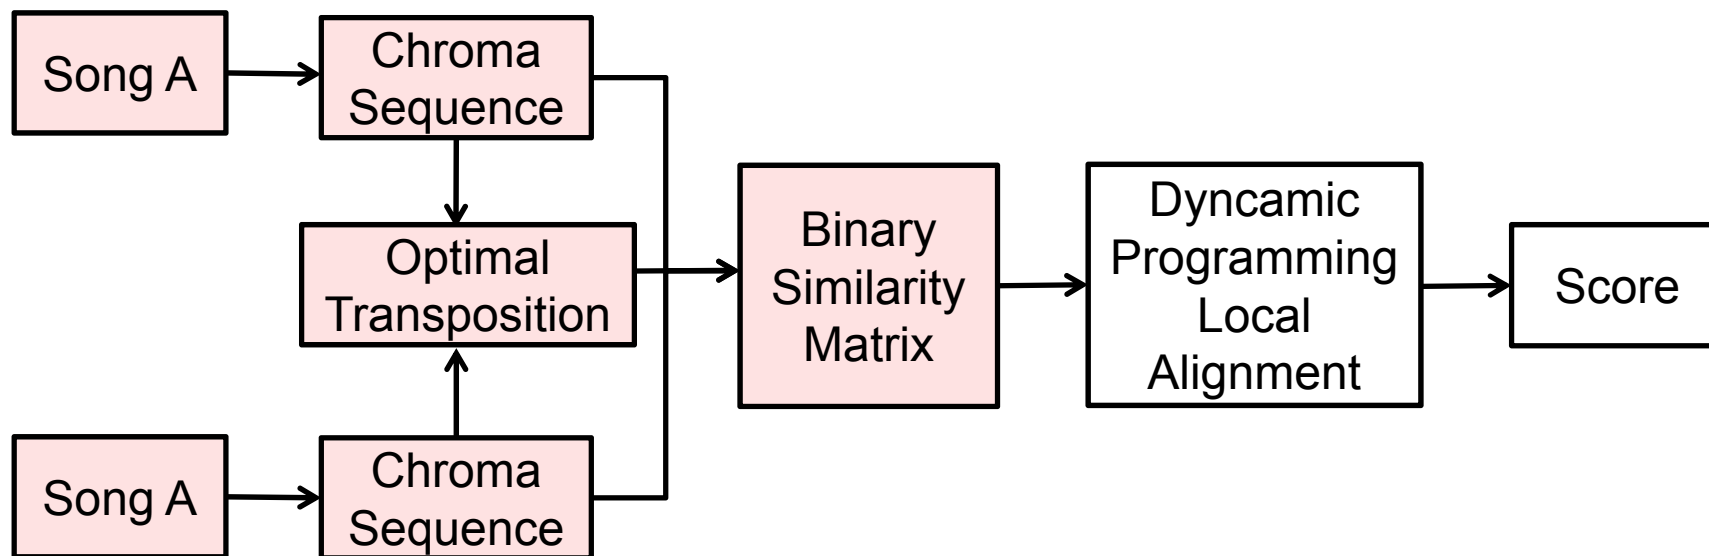 Song A
Chroma
Sequence
Optimal
Transposition
Song A
Chroma
Sequence
Binary
Similarity
Matrix
Dyncamic
Programming
Local
Alignment
Score